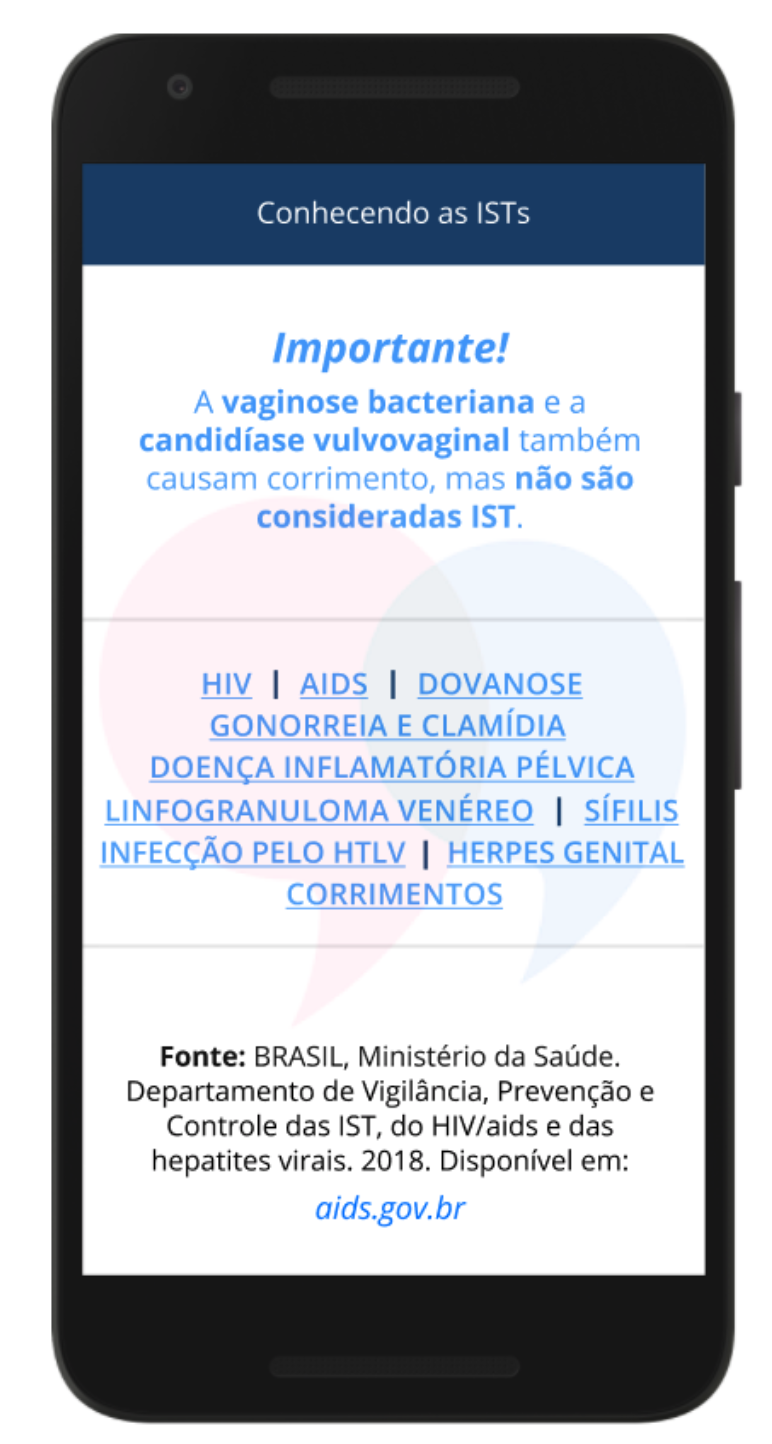 Conhecendo as ISTs
Importante!
A vaginose bacteriana e a
candidíase vulvovaginal também
causam corrimento, mas não são
consideradas IST.
HIV | AIDS | DOVANOSE
GONORREIA E CLAMÍDIA
DOENÇA INFLAMATÓRIA PÉLVICA
LINFOGRANULOMA VENÉREO | SÍFILIS
INFECÇÃO PELO HTLV | HERPES GENITAL
CORRIMENTOS
Fonte: BRASIL, Ministério da Saúde.
Departamento de Vigilância, Prevenção e
Controle das IST, do HIV/aids e das
hepatites virais. 2018. Disponível em:
aids.gov.br